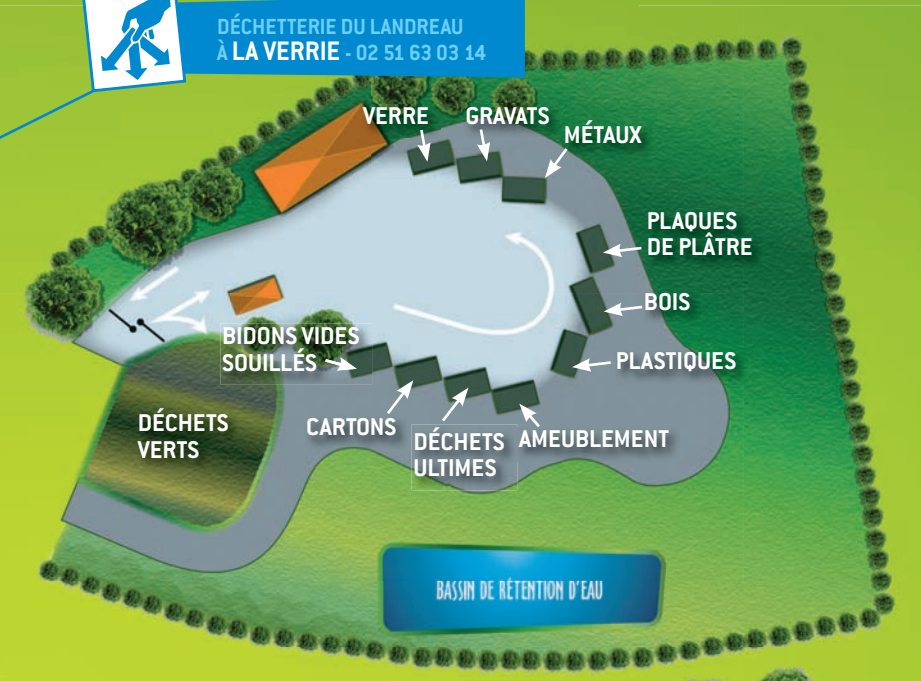 DÉCHETTERIE DU LANDREAU
À LA VERRIE - 02 51 63 03 14
VERRE
GRAVATS
MÉTAUX
PLAQUES
DE PLÂTRE
BOIS
PLASTIQUES
BIDONS VIDES
SOUILLÉS
CARTONS
DÉCHETS
ULTIMES
AMEUBLEMENT
DÉCHETS
VERTS
BASSIN DE RÉTENTION D'EAU